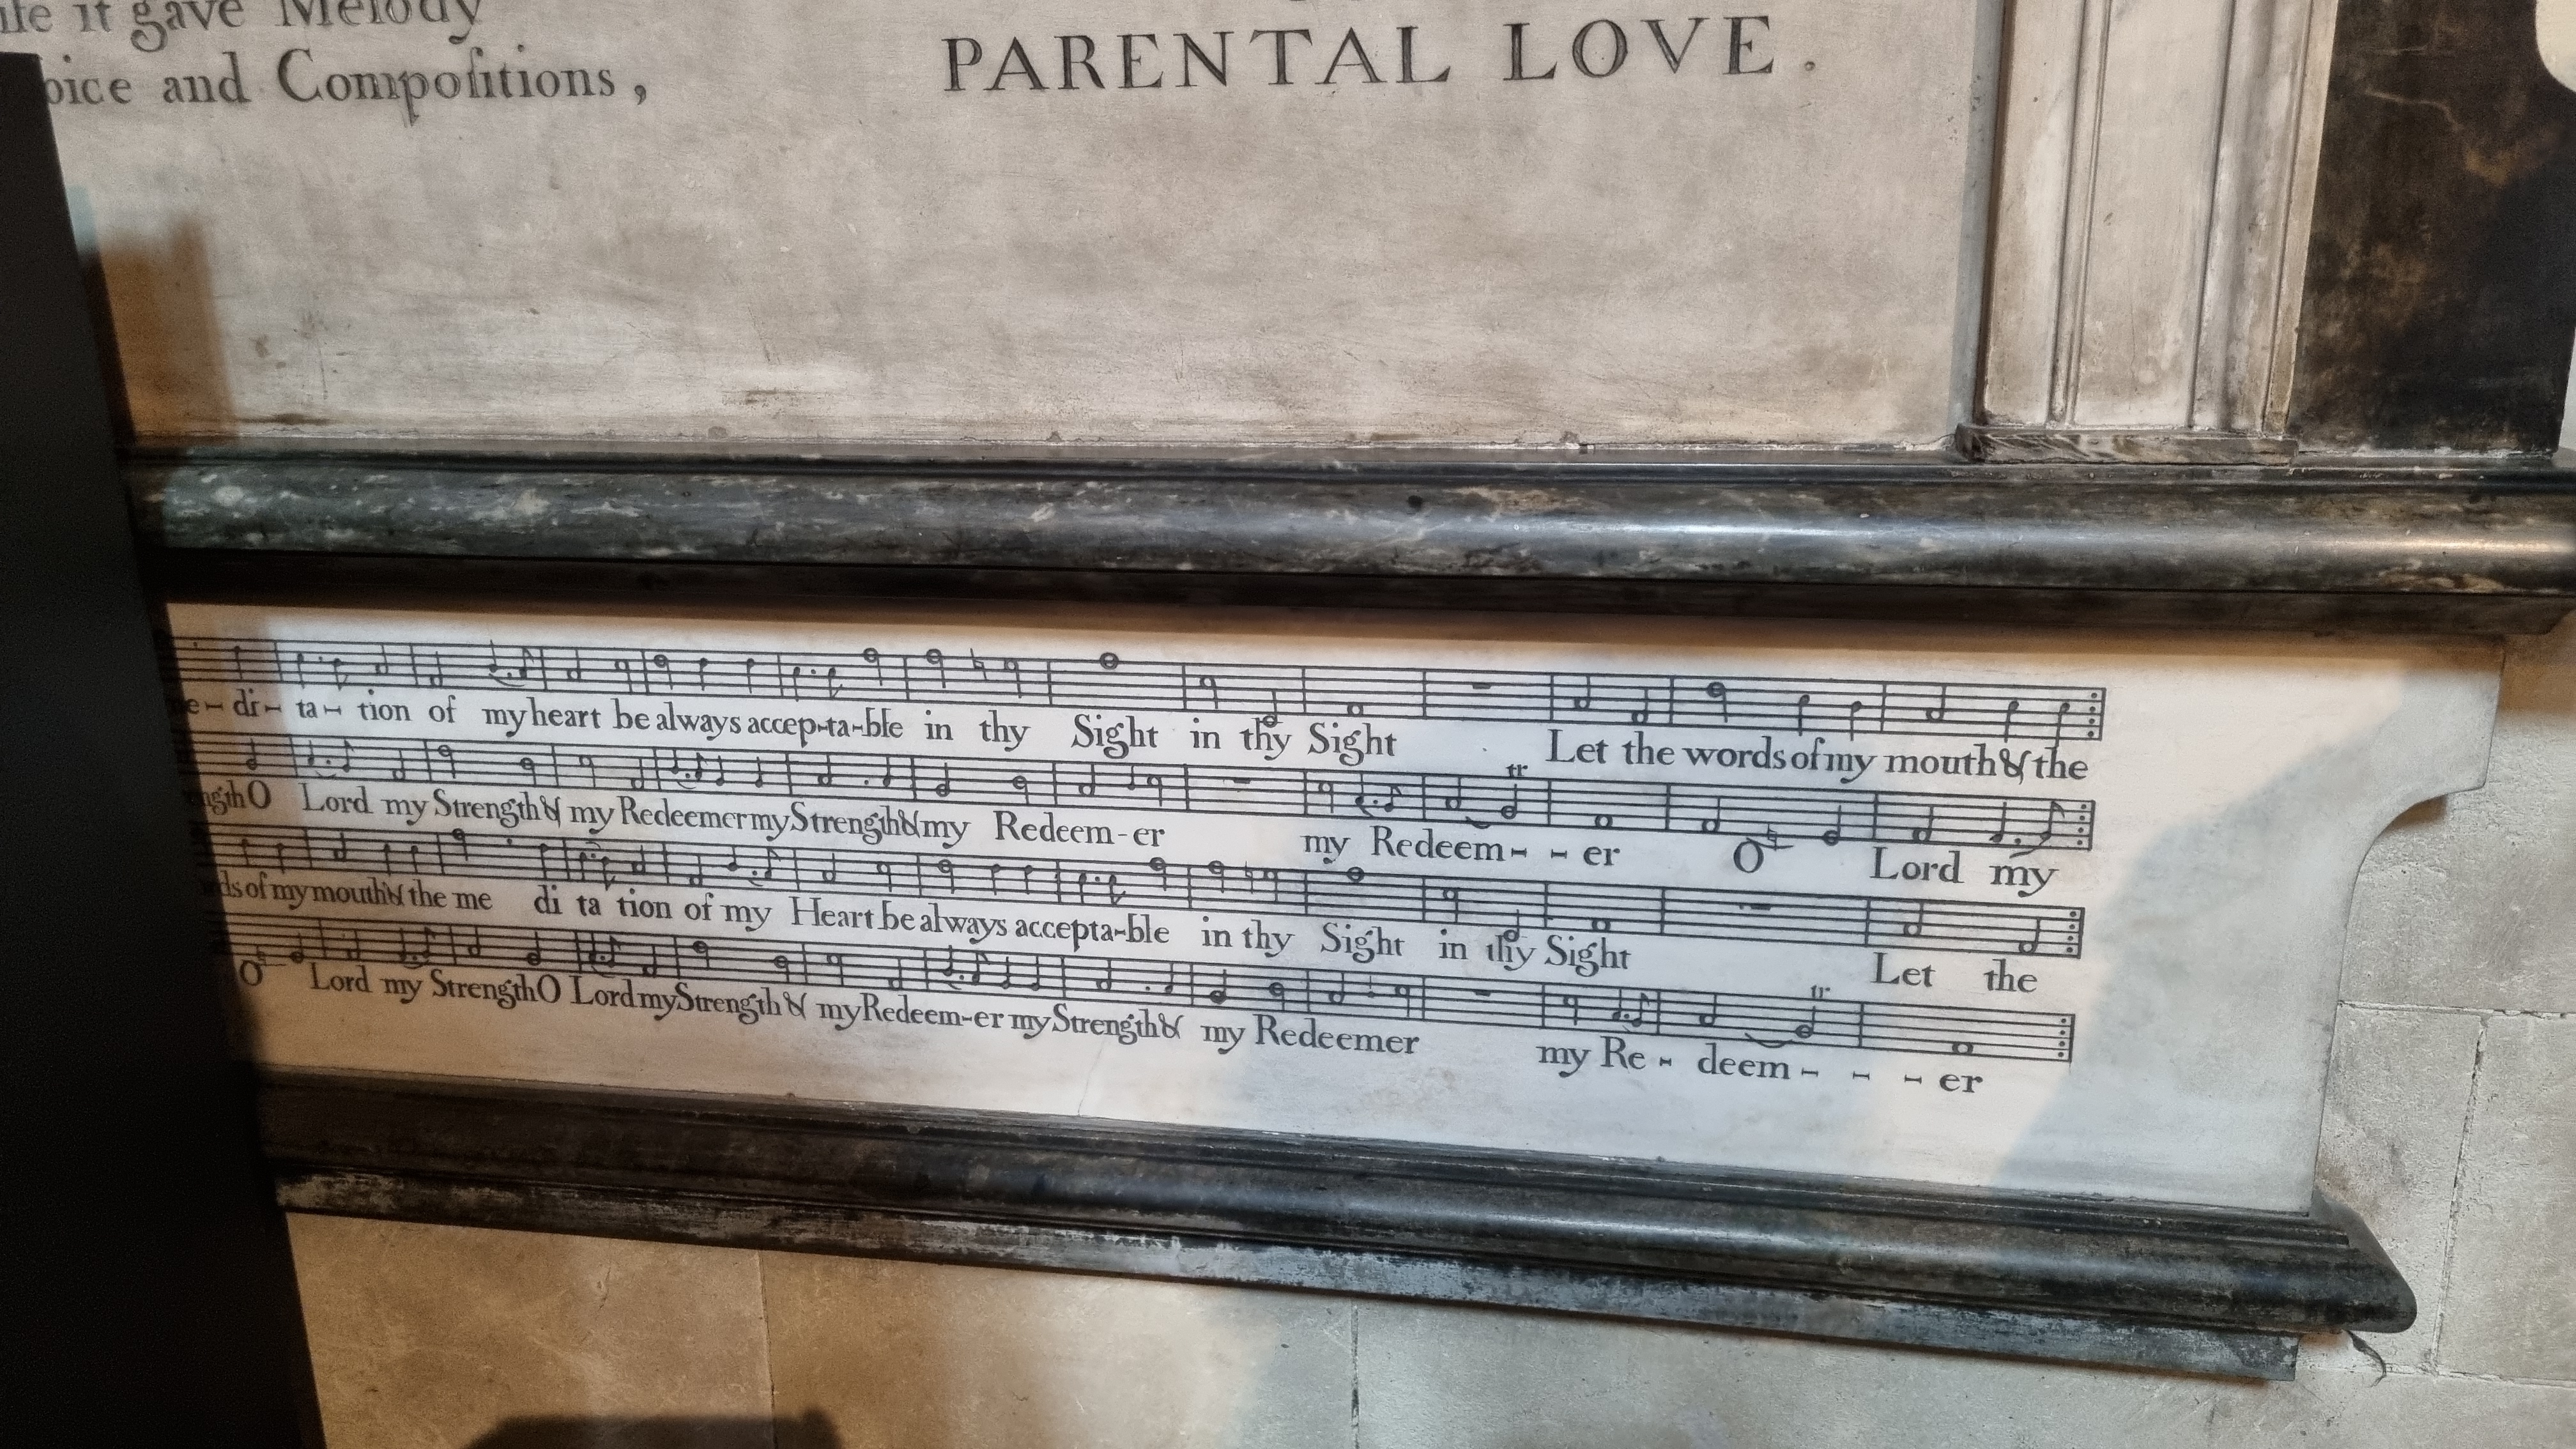 it gave Melody
and Compoſitions,
PARENTAL LOVE.
di- ta- tion of my heart be always accep-ta-ble in thy Sight in thy Sight Let the words of my mouth & the
O Lord my Strength & my Redeemer my Strength & my Redeem-er my Redeem- - er O Lord my
of my mouth & the me di ta tion of my Heart be always accepta-ble in thy Sight in thy Sight Let the
O Lord my Strength O Lord my Strength & my Redeem-er my Strength & my Redeemer my Re- deem- - - er